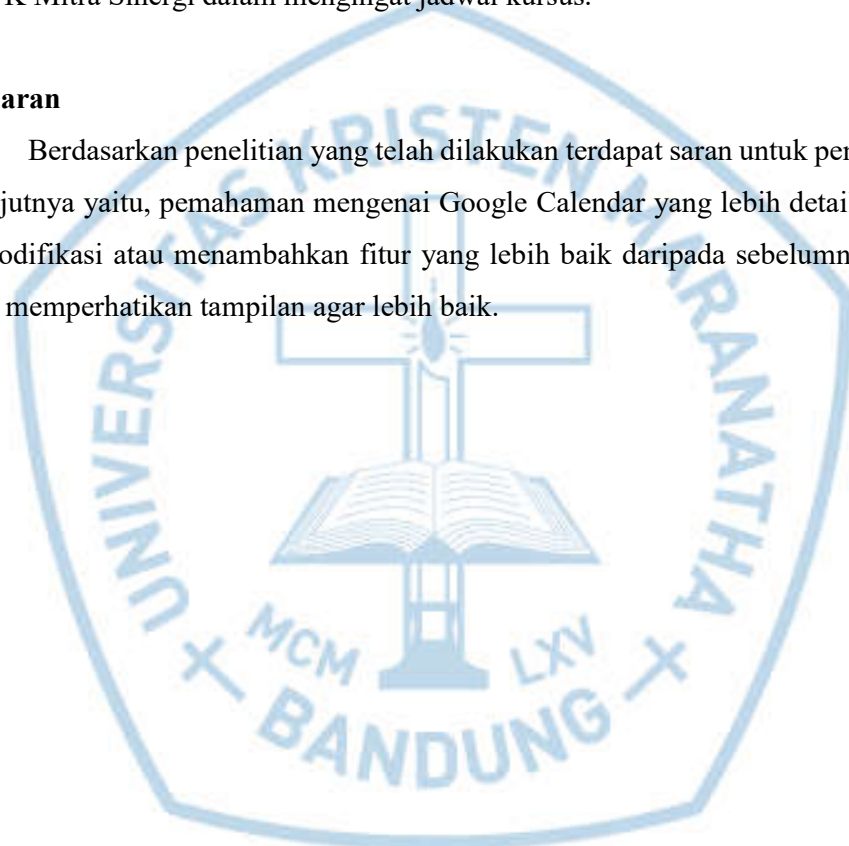 K Mitra Sinergi dalam mengingat jadwal kursus.
aran
Berdasarkan penelitian yang telah dilakukan terdapat saran untuk per
jutnya yaitu, pemahaman mengenai Google Calendar yang lebih detai
odifikasi atau menambahkan fitur yang lebih baik daripada sebelumn
memperhatikan tampilan agar lebih baik.
UNIVERSITAS KRISTEN MARANATHA
MCM LXV
BANDUNG